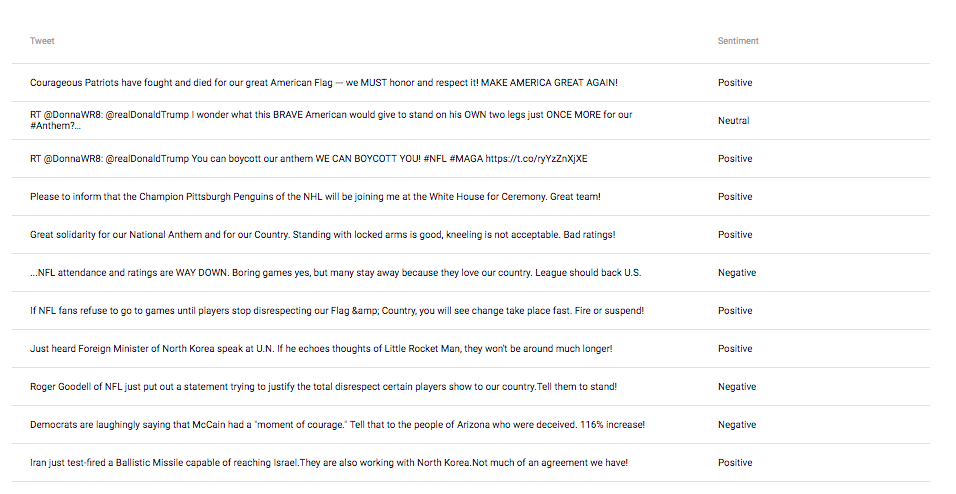 Tweet Sentiment
Courageous Patriots have fought and died for our great American Flag --- we MUST honor and respect it! MAKE AMERICA GREAT AGAIN! Positive
RT @DonnaWR8: @realDonaldTrump I wonder what this BRAVE American would give to stand on his OWN two legs just ONCE MORE for our
#Anthem?... Neutral
RT @DonnaWR8: @realDonaldTrump You can boycott our anthem WE CAN BOYCOTT YOU! #NFL #MAGA https://t.co/ryYzZnXjXE Positive
Please to inform that the Champion Pittsburgh Penguins of the NHL will be joining me at the White House for Ceremony. Great team! Positive
Great solidarity for our National Anthem and for our Country. Standing with locked arms is good, kneeling is not acceptable. Bad ratings! Positive
...NFL attendance and ratings are WAY DOWN. Boring games yes, but many stay away because they love our country. League should back U.S. Negative
If NFL fans refuse to go to games until players stop disrespecting our Flag &amp; Country, you will see change take place fast. Fire or suspend! Positive
Just heard Foreign Minister of North Korea speak at U.N. If he echoes thoughts of Little Rocket Man, they won't be around much longer! Positive
Roger Goodell of NFL just put out a statement trying to justify the total disrespect certain players show to our country.Tell them to stand! Negative
Democrats are laughingly saying that McCain had a "moment of courage." Tell that to the people of Arizona who were deceived. 116% increase! Negative
Iran just test-fired a Ballistic Missile capable of reaching Israel.They are also working with North Korea.Not much of an agreement we have! Positive